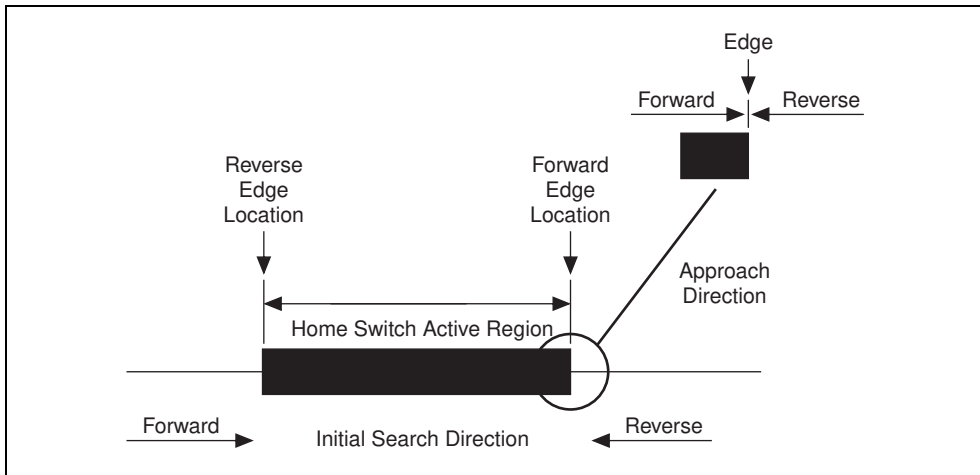 Edge
Forward
Reverse
Reverse
Edge
Location
Forward
Edge
Location
Approach
Direction
Home Switch Active Region
Forward
Initial Search Direction
Reverse